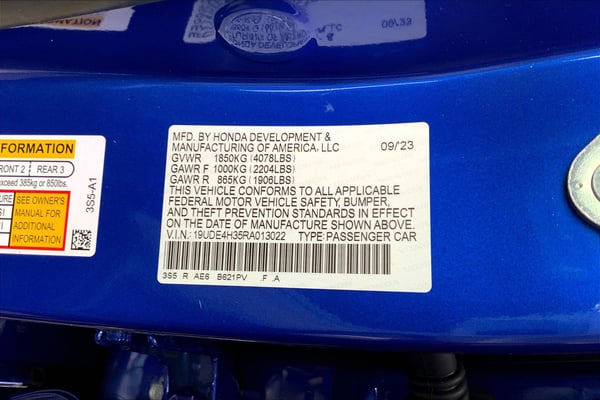 FORMATION
FRONT 2 REAR 3
exceed 385kg or 850lbs.
SEE OWNER'S
MANUAL FOR
ADDITIONAL
INFORMATION
3S5-A1
MFD. BY HONDA DEVELOPMENT &
MANUFACTURING OF AMERICA, LLC 09/23
GVWR 1850KG (4078LBS)
GAWR F 1000KG (2204LBS)
GAWR R 865KG (1906LBS)
THIS VEHICLE CONFORMS TO ALL APPLICABLE
FEDERAL MOTOR VEHICLE SAFETY, BUMPER,
AND THEFT PREVENTION STANDARDS IN EFFECT
ON THE DATE OF MANUFACTURE SHOWN ABOVE.
V.I.N.: 19UDE4H35RA013022 TYPE: PASSENGER CAR
3S5 R AE6 B621PV .F .A